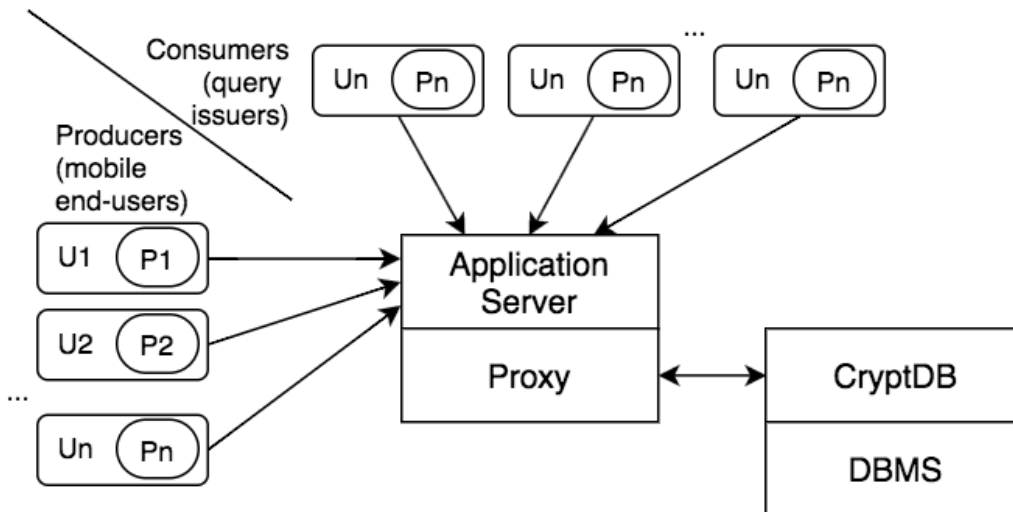 Consumers
(query
issuers)
Un Pn
Un Pn
...
Un Pn
Producers
(mobile
end-users)
U1 P1
U2 P2
...
Un Pn
Application
Server
Proxy
CryptDB
DBMS